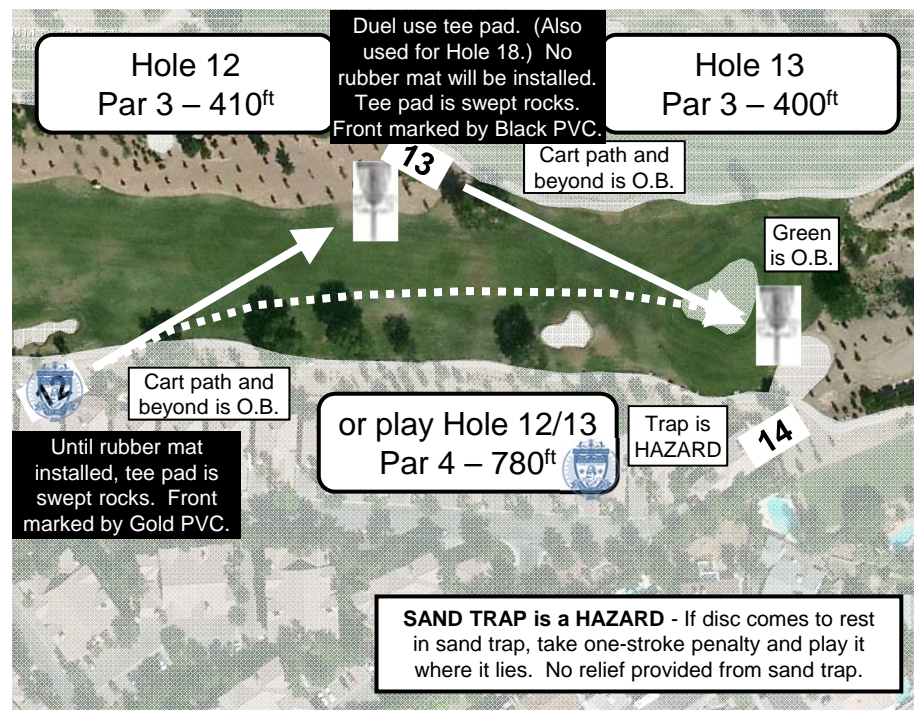 Hole 12
Par 3 – 410ft
Duel use tee pad. (Also
used for Hole 18.) No
rubber mat will be installed.
Tee pad is swept rocks.
Front marked by Black PVC.
Hole 13
Par 3 – 400ft
13
Cart path and
beyond is O.B.
Green
is O.B.
12
Cart path and
beyond is O.B.
Until rubber mat
installed, tee pad is
swept rocks. Front
marked by Gold PVC.
or play Hole 12/13
Par 4 – 780ft
Trap is
HAZARD
14
SAND TRAP is a HAZARD - If disc comes to rest
in sand trap, take one-stroke penalty and play it
where it lies. No relief provided from sand trap.